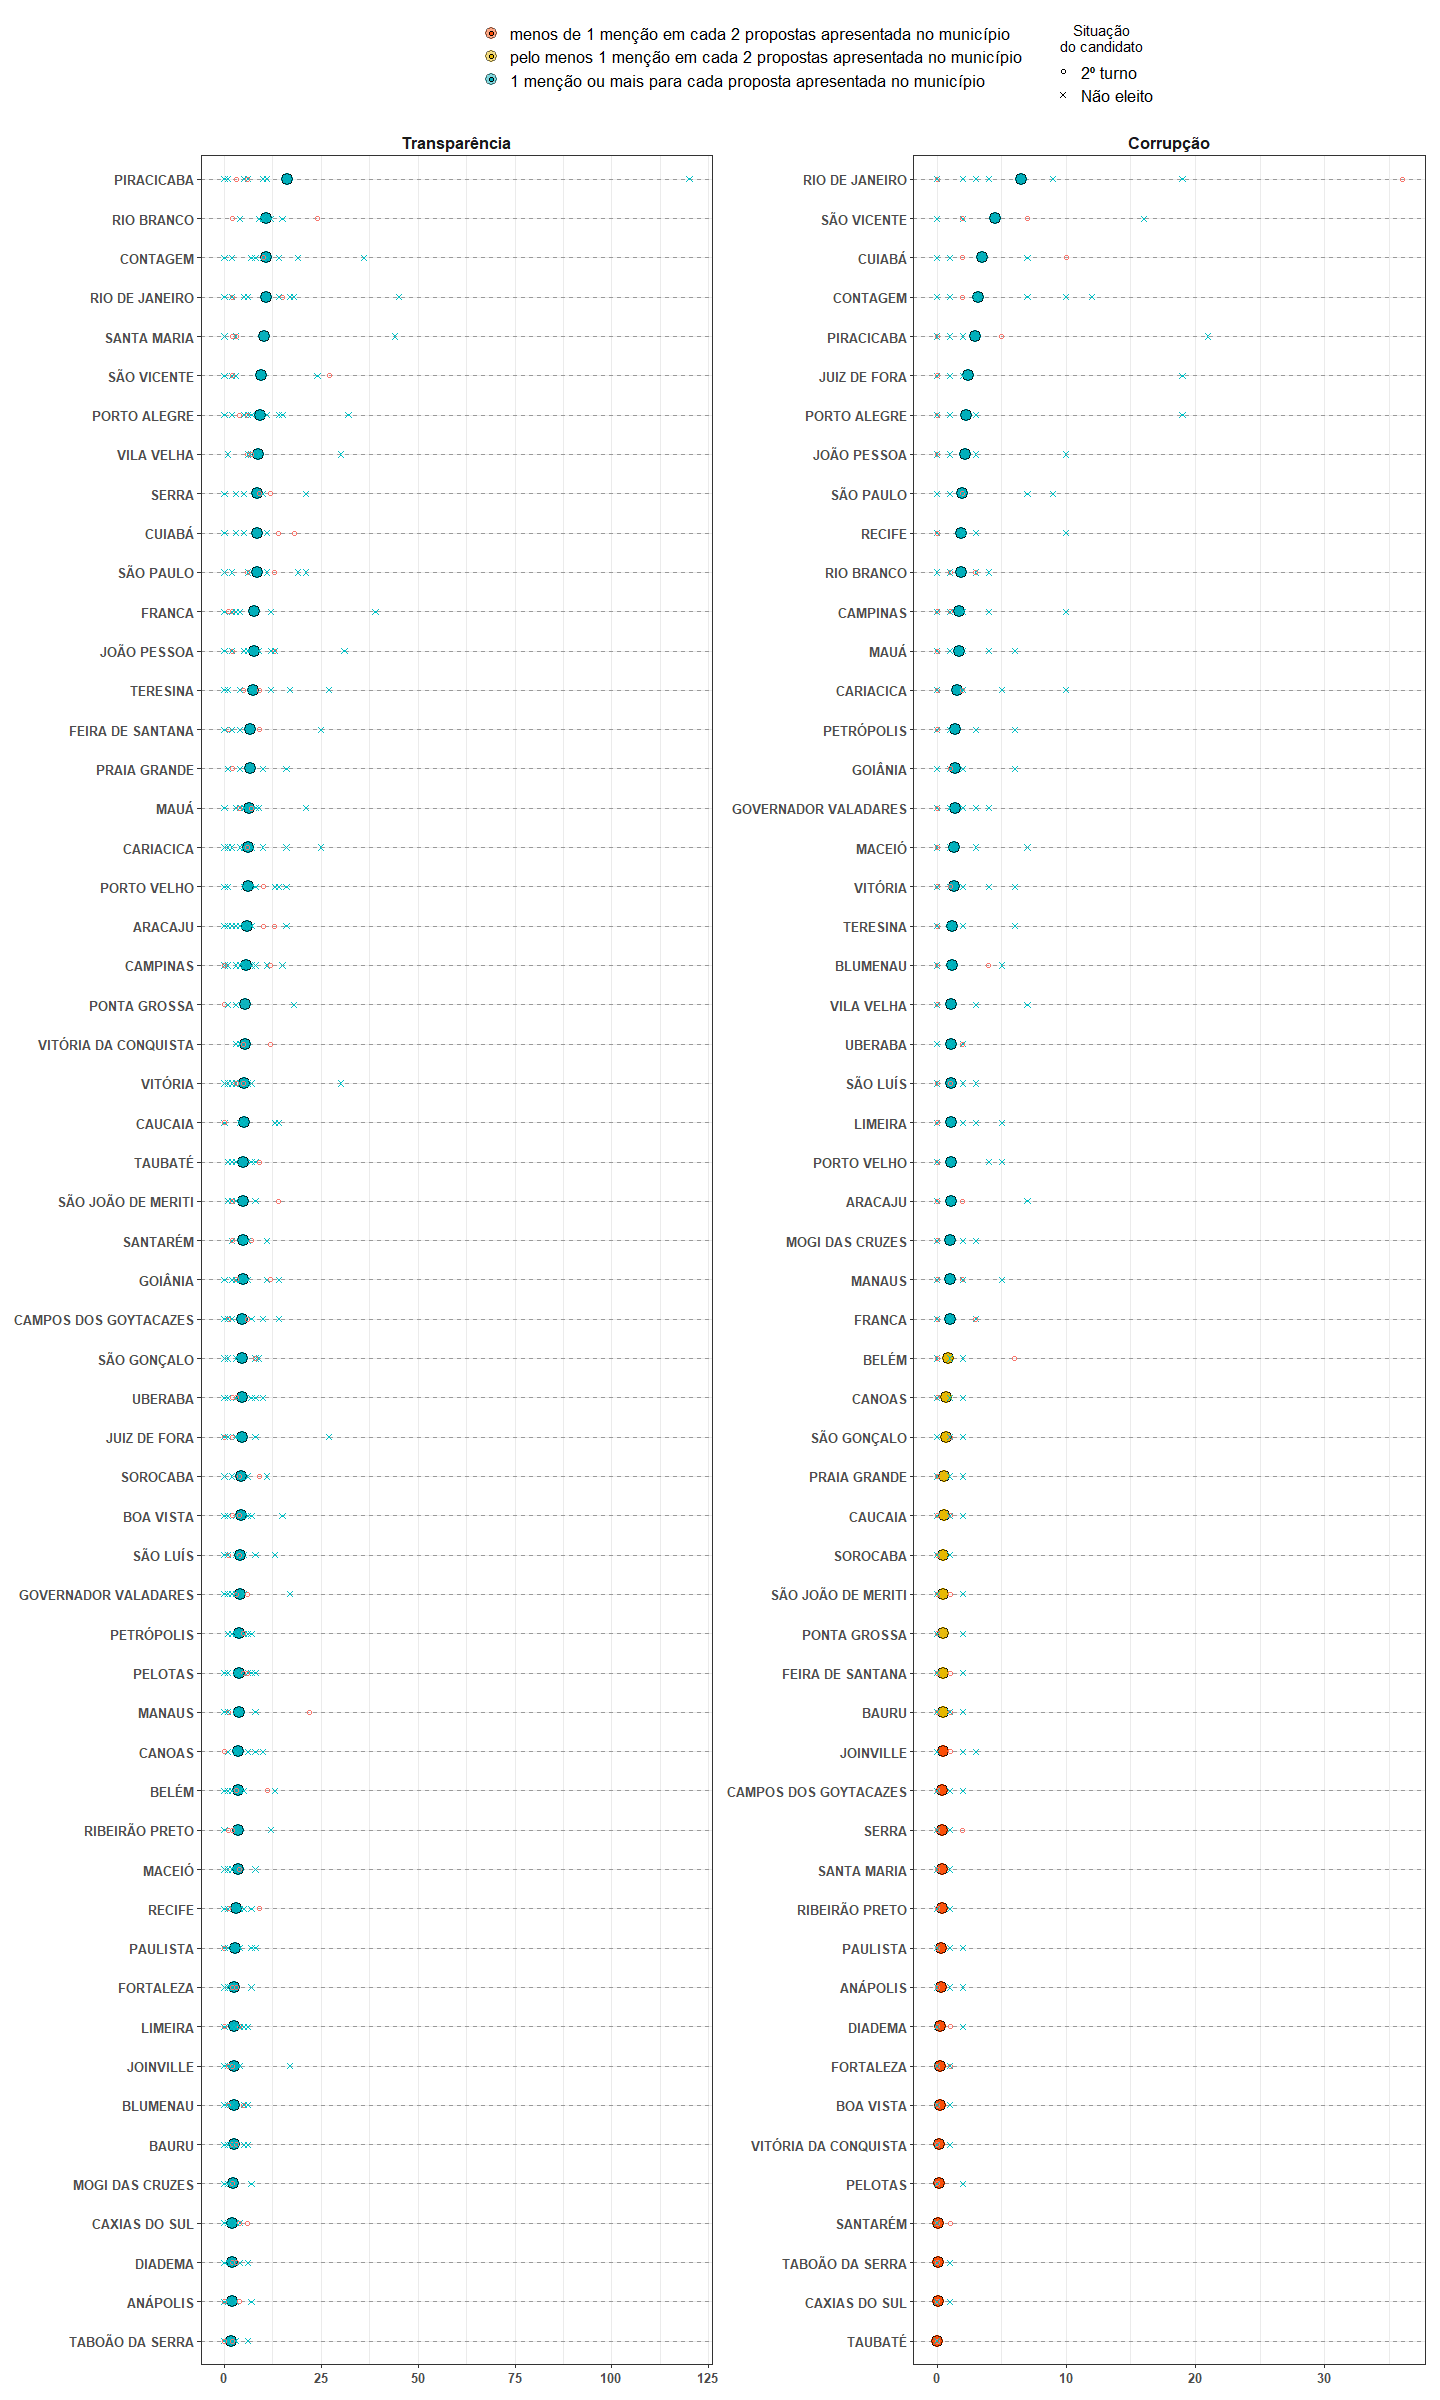 menos de 1 menção em cada 2 propostas apresentada no município
pelo menos 1 menção em cada 2 propostas apresentada no município
1 menção ou mais para cada proposta apresentada no município
Situação
do candidato
2º turno
Não eleito
Transparência
PIRACICABA
RIO BRANCO
CONTAGEM
RIO DE JANEIRO
SANTA MARIA
SÃO VICENTE
PORTO ALEGRE
VILA VELHA
SERRA
CUIABÁ
SÃO PAULO
FRANCA
JOÃO PESSOA
TERESINA
FEIRA DE SANTANA
PRAIA GRANDE
MAUÁ
CARIACICA
PORTO VELHO
ARACAJU
CAMPINAS
PONTA GROSSA
VITÓRIA DA CONQUISTA
VITÓRIA
CAUCAIA
TAUBATÉ
SÃO JOÃO DE MERITI
SANTARÉM
GOIÂNIA
CAMPOS DOS GOYTACAZES
SÃO GONÇALO
UBERABA
JUIZ DE FORA
SOROCABA
BOA VISTA
SÃO LUÍS
GOVERNADOR VALADARES
PETRÓPOLIS
PELOTAS
MANAUS
CANOAS
BELÉM
RIBEIRÃO PRETO
MACEIÓ
RECIFE
PAULISTA
FORTALEZA
LIMEIRA
JOINVILLE
BLUMENAU
BAURU
MOGI DAS CRUZES
CAXIAS DO SUL
DIADEMA
ANÁPOLIS
TABOÃO DA SERRA
0 25 50 75 100 125
Corrupção
RIO DE JANEIRO
SÃO VICENTE
CUIABÁ
CONTAGEM
PIRACICABA
JUIZ DE FORA
PORTO ALEGRE
JOÃO PESSOA
SÃO PAULO
RECIFE
RIO BRANCO
CAMPINAS
MAUÁ
CARIACICA
PETRÓPOLIS
GOIÂNIA
GOVERNADOR VALADARES
MACEIÓ
VITÓRIA
TERESINA
BLUMENAU
VILA VELHA
UBERABA
SÃO LUÍS
LIMEIRA
PORTO VELHO
ARACAJU
MOGI DAS CRUZES
MANAUS
FRANCA
BELÉM
CANOAS
SÃO GONÇALO
PRAIA GRANDE
CAUCAIA
SOROCABA
SÃO JOÃO DE MERITI
PONTA GROSSA
FEIRA DE SANTANA
BAURU
JOINVILLE
CAMPOS DOS GOYTACAZES
SERRA
SANTA MARIA
RIBEIRÃO PRETO
PAULISTA
ANÁPOLIS
DIADEMA
FORTALEZA
BOA VISTA
VITÓRIA DA CONQUISTA
PELOTAS
SANTARÉM
TABOÃO DA SERRA
CAXIAS DO SUL
TAUBATÉ
0 10 20 30